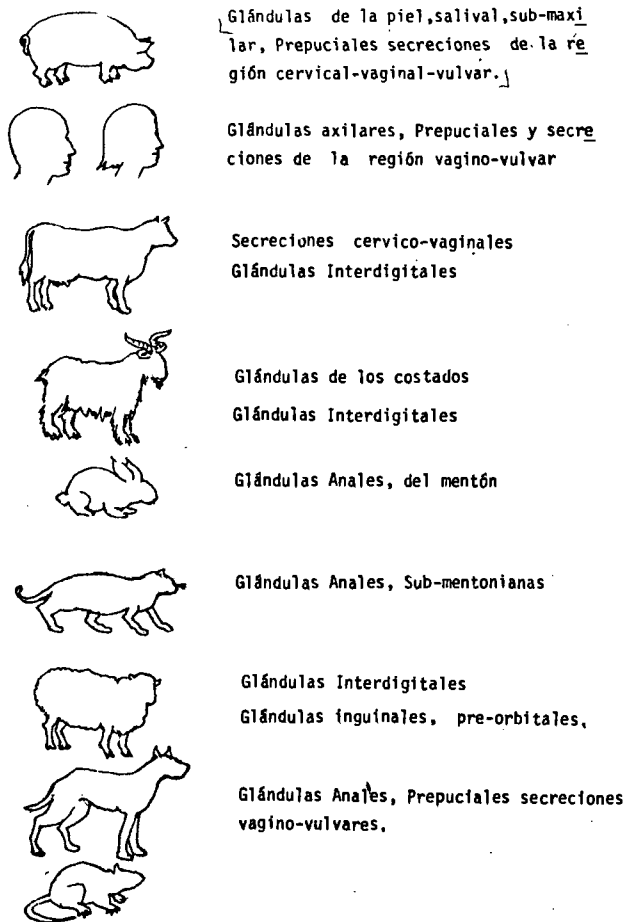 Glándulas de la piel,salival,sub-maxi
lar, Prepuciales secreciones de la re
gión cervical-vaginal-vulvar.
Glándulas axilares, Prepuciales y secre
ciones de la región vagino-vulvar
Secreciones cervico-vaginales
Glándulas Interdigitales
Glándulas de los costados
Glándulas Interdigitales
Glándulas Anales, del mentón
Glándulas Anales, Sub-mentonianas
Glándulas Interdigitales
Glándulas inguinales, pre-orbitales,
Glándulas Anales, Prepuciales secreciones
vagino-vulvares,